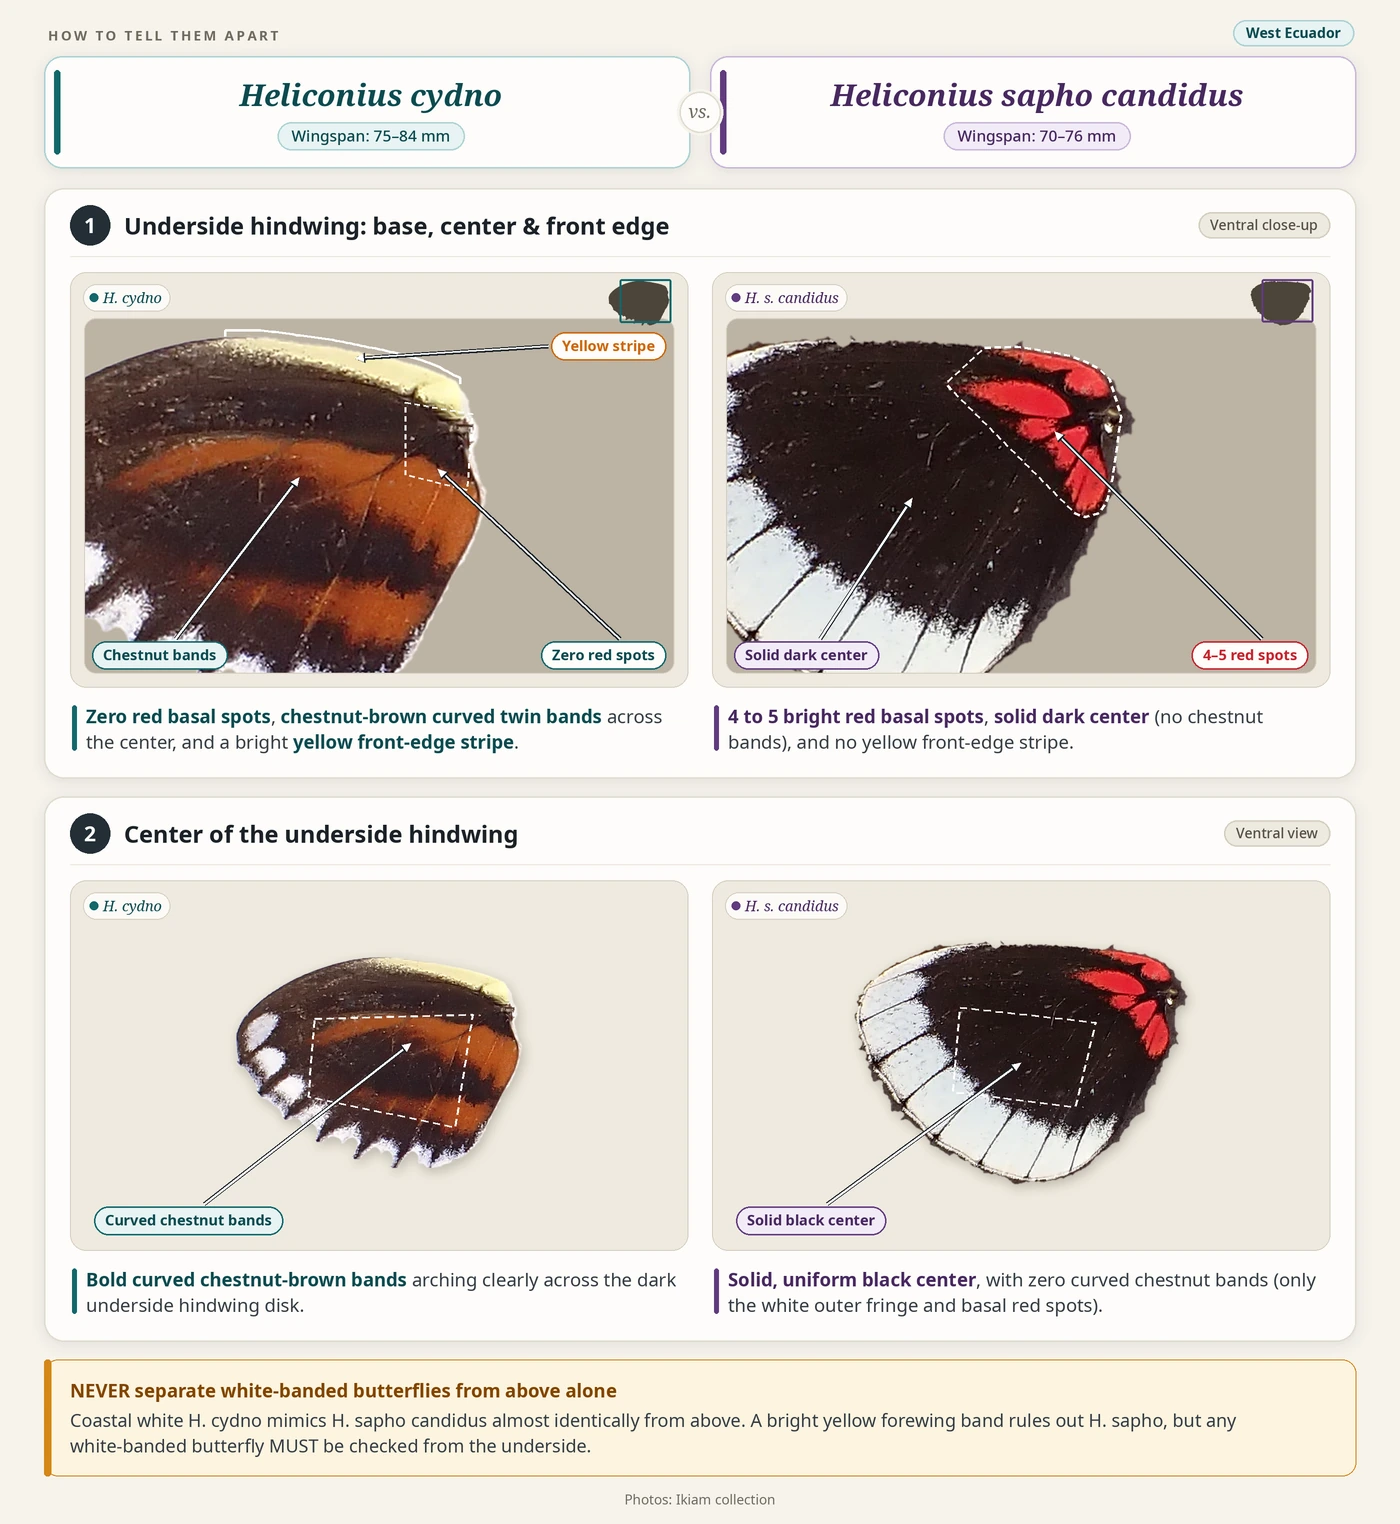 HOW TO TELL THEM APART
West Ecuador
Heliconius cydno
Wingspan: 75–84 mm
vs.
Heliconius sapho candidus
Wingspan: 70–76 mm
1
Underside hindwing: base, center & front edge
Ventral close-up
H. cydno
Yellow stripe
Chestnut bands
Zero red spots
H. s. candidus
Solid dark center
4–5 red spots
Zero red basal spots, chestnut-brown curved twin bands across
the center, and a bright yellow front-edge stripe.
4 to 5 bright red basal spots, solid dark center (no chestnut
bands), and no yellow front-edge stripe.
2
Center of the underside hindwing
Ventral view
H. cydno
Curved chestnut bands
H. s. candidus
Solid black center
Bold curved chestnut-brown bands arching clearly across the dark
underside hindwing disk.
Solid, uniform black center, with zero curved chestnut bands (only
the white outer fringe and basal red spots).
NEVER separate white-banded butterflies from above alone
Coastal white H. cydno mimics H. sapho candidus almost identically from above. A bright yellow forewing band rules out H. sapho, but any
white-banded butterfly MUST be checked from the underside.
Photos: Ikiam collection